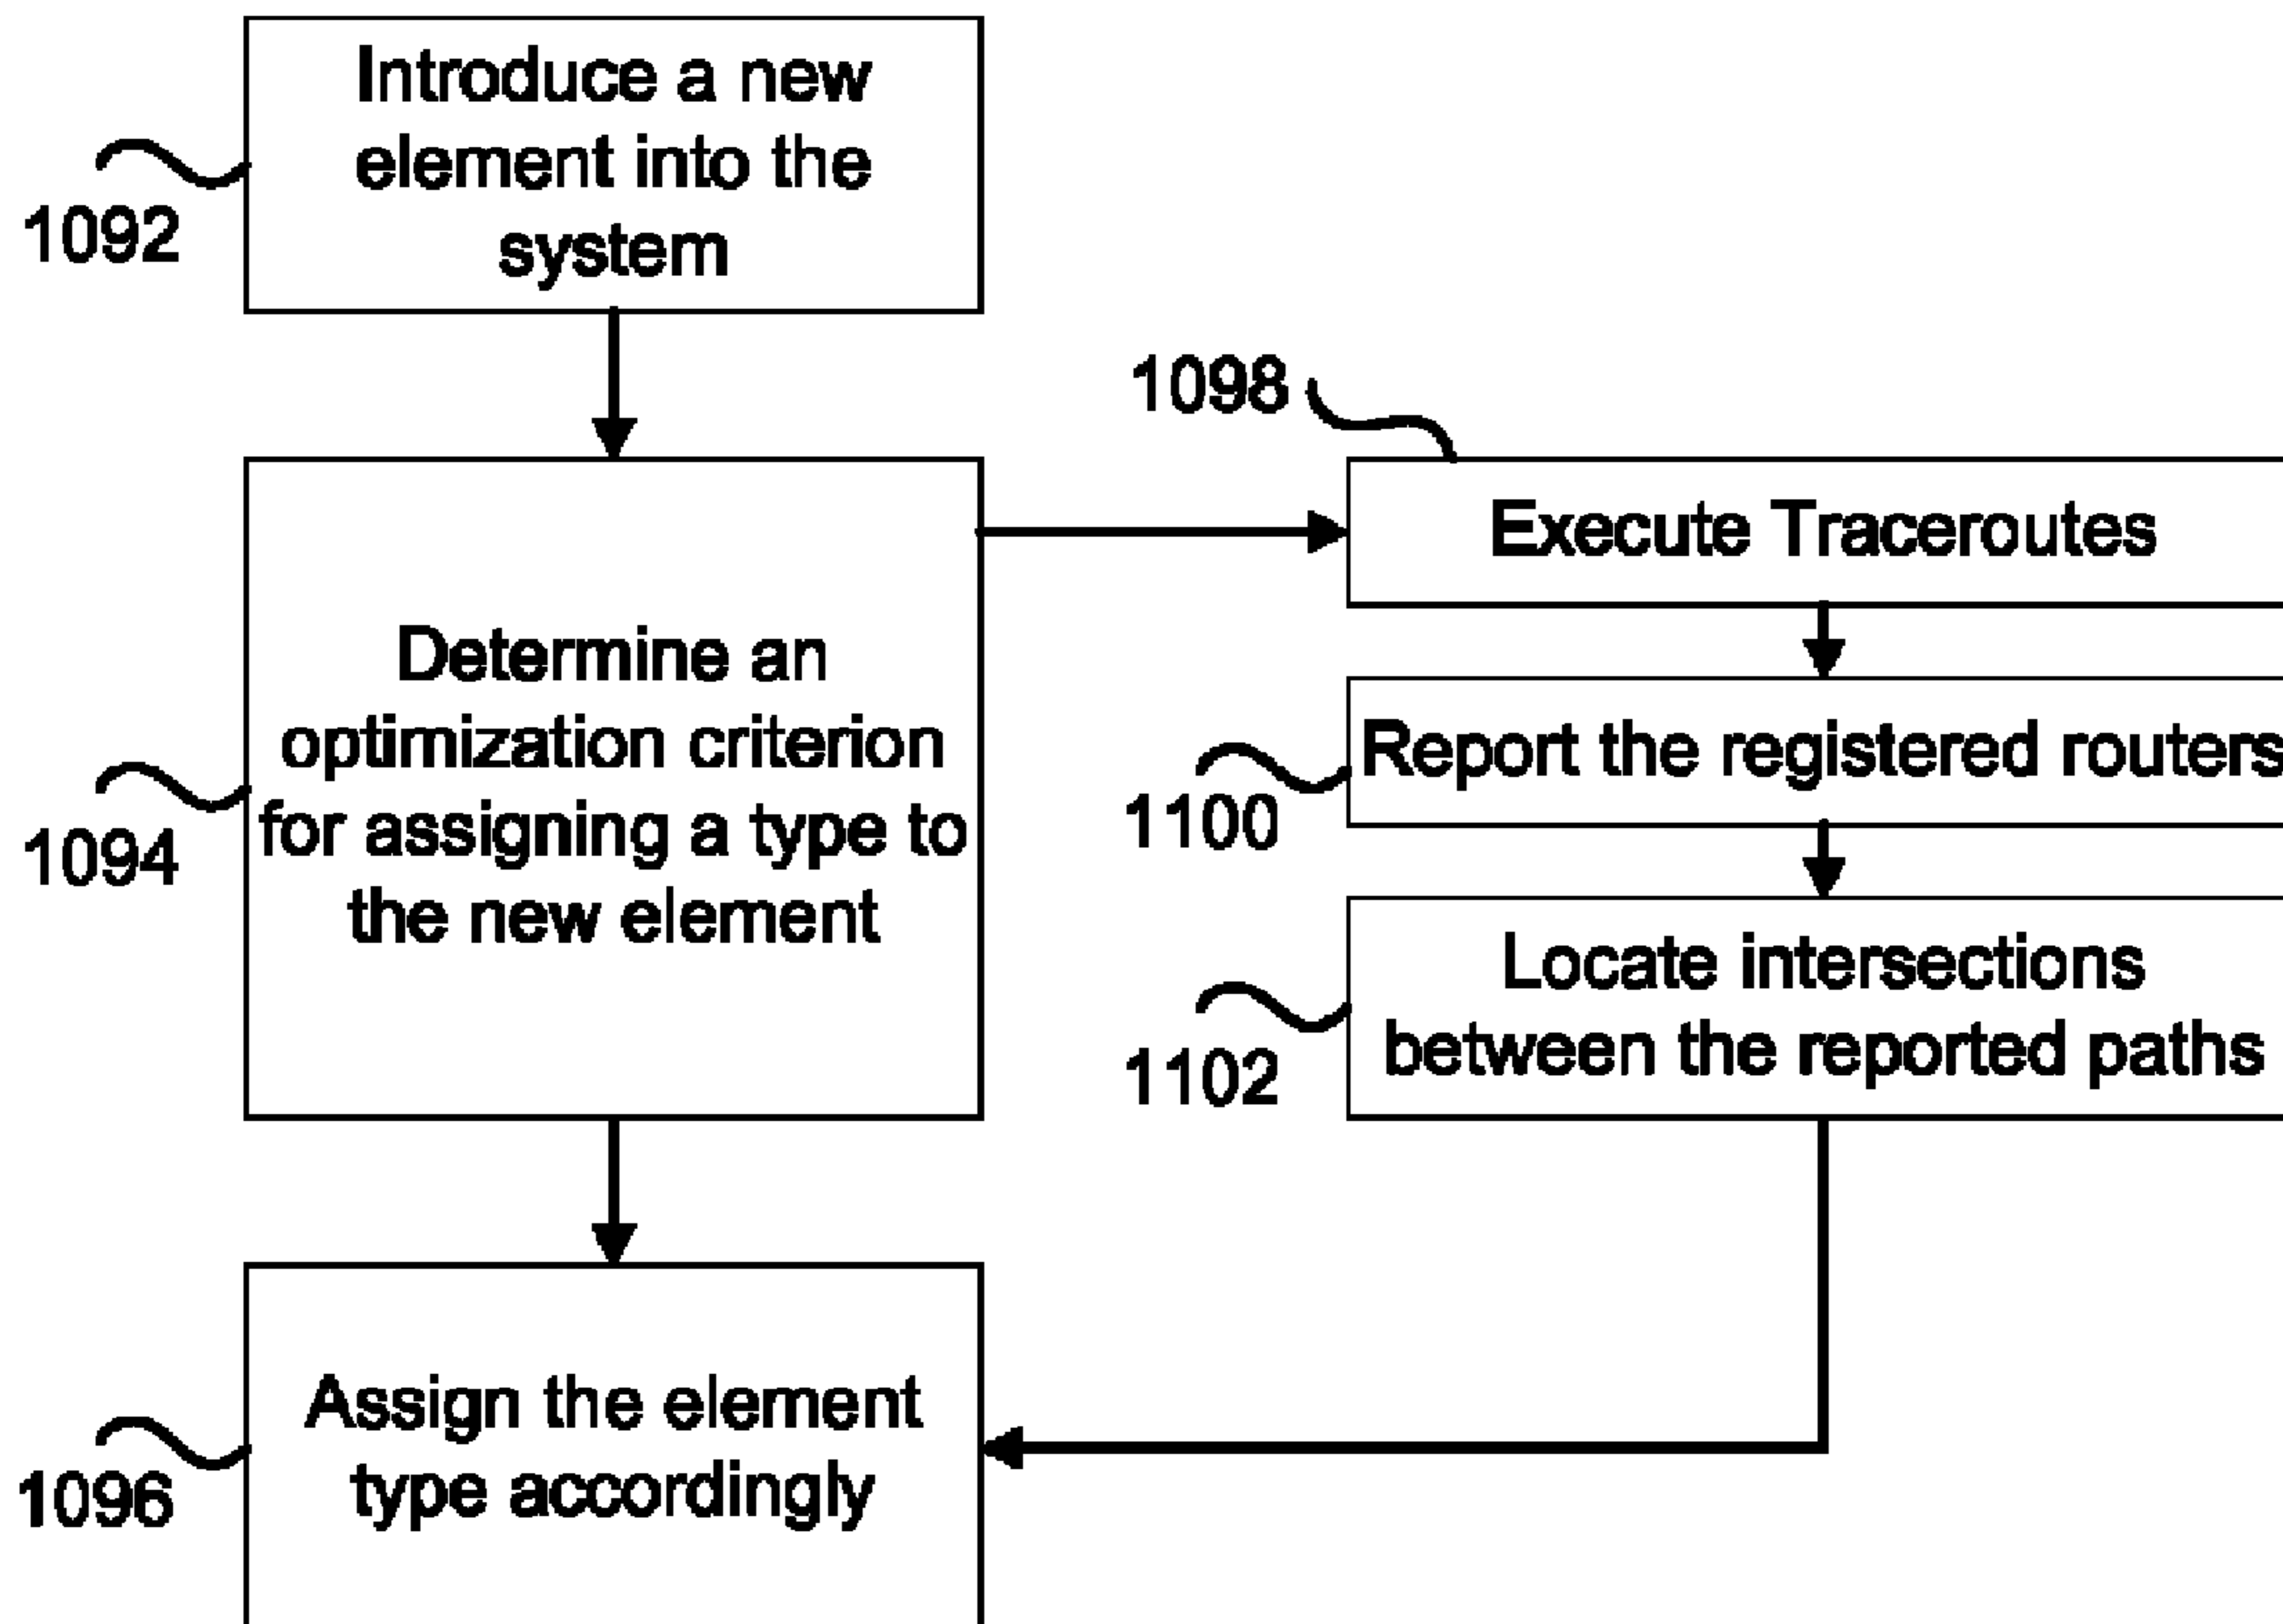 Introduce a new
element into the
system
1092
1098
Execute Traceroutes
Determine an
optimization criterion
for assigning a type to
the new element
1094
Report the registered routers
1100
Locate intersections
between the reported paths
1102
Assign the element
type accordingly
1096